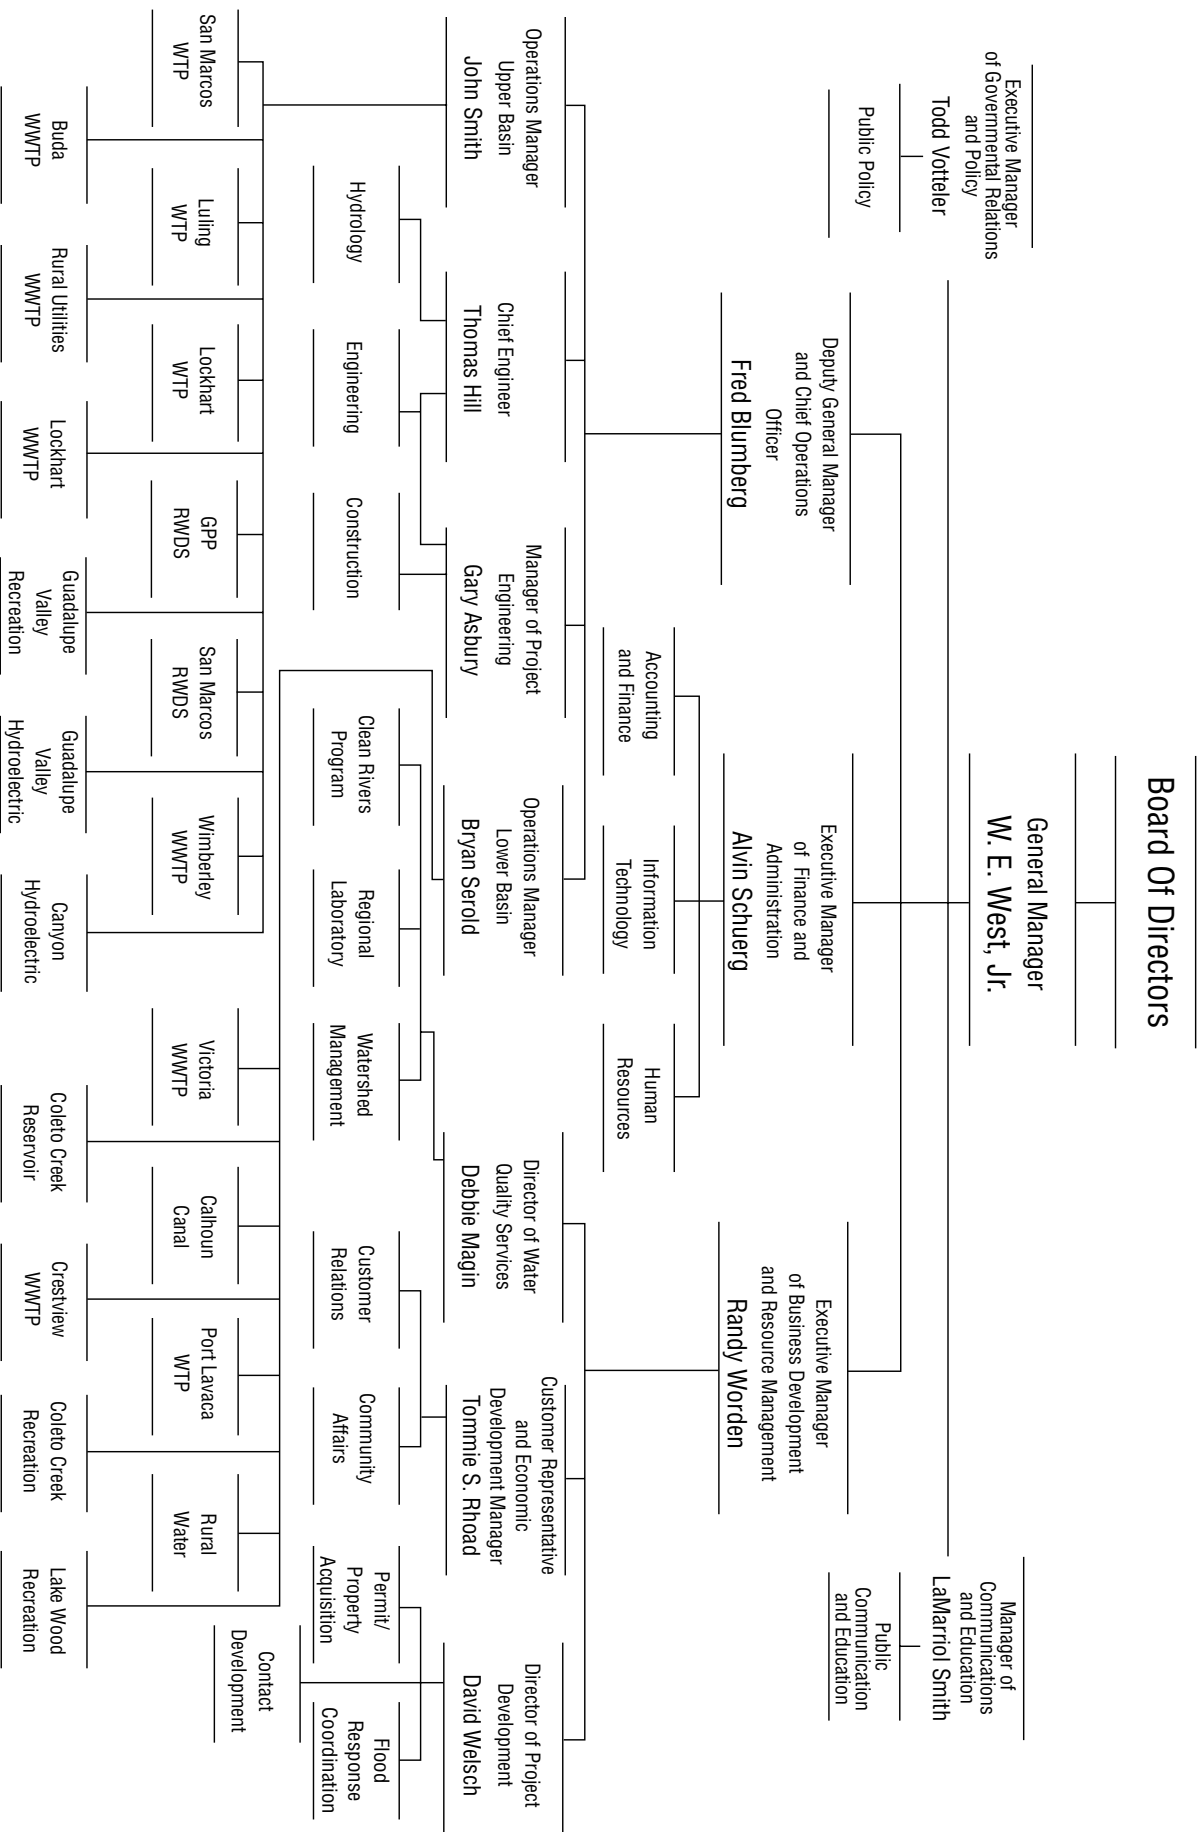 Board Of Directors
General Manager
W. E. West, Jr.
Executive Manager
of Governmental Relations
and Policy
Todd Votteler
Public Policy
Manager of
Communications
and Education
LaMarriol Smith
Public
Communication
and Education
Deputy General Manager
and Chief Operations
Officer
Fred Blumberg
Executive Manager
of Finance and
Administration
Alvin Schuerg
Executive Manager
of Business Development
and Resource Management
Randy Worden
Accounting
and Finance
Information
Technology
Human
Resources
Operations Manager
Upper Basin
John Smith
Chief Engineer
Thomas Hill
Manager of Project
Engineering
Gary Asbury
Operations Manager
Lower Basin
Bryan Serold
Director of Water
Quality Services
Debbie Magin
Customer Representative
and Economic
Development Manager
Tommie S. Rhoad
Director of Project
Development
David Welsch
Hydrology
Engineering
Construction
Clean Rivers
Program
Regional
Laboratory
Watershed
Management
Customer
Relations
Community
Affairs
Permit/
Property
Acquisition
Flood
Response
Coordination
Contact
Development
San Marcos
WTP
Luling
WTP
Lockhart
WTP
GPP
RWDS
San Marcos
RWDS
Wimberley
WWTP
Victoria
WWTP
Calhoun
Canal
Port Lavaca
WTP
Rural
Water
Buda
WWTP
Rural Utilities
WWTP
Lockhart
WWTP
Guadalupe
Valley
Recreation
Guadalupe
Valley
Hydroelectric
Canyon
Hydroelectric
Coleto Creek
Reservoir
Crestview
WWTP
Coleto Creek
Recreation
Lake Wood
Recreation